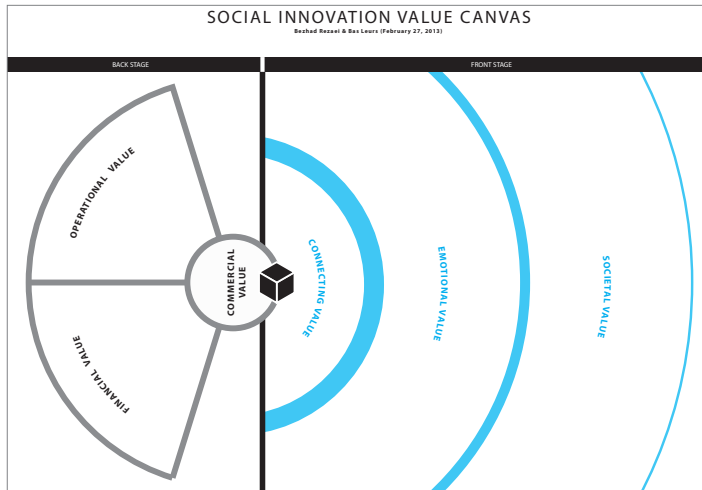 SOCIAL INNOVATION VALUE CANVAS
Bezhad Rezaei & Bas Leurs (February 27, 2013)
BACK STAGE
FRONT STAGE
OPERATIONAL VALUE
FINANCIAL VALUE
COMMERCIAL
VALUE
CONNECTING VALUE
EMOTIONAL VALUE
SOCIETAL VALUE